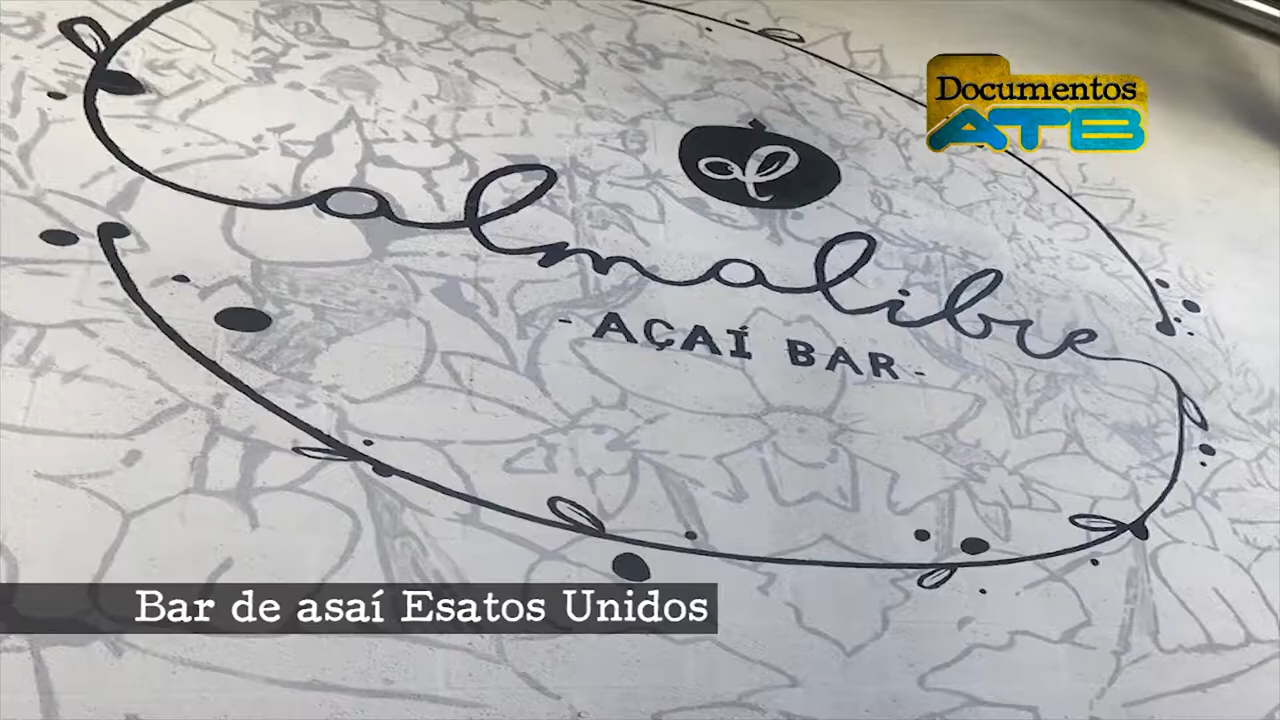 Documentos
ATB
almalibre
-AÇAÍ BAR-
Bar de asaí Esatos Unidos